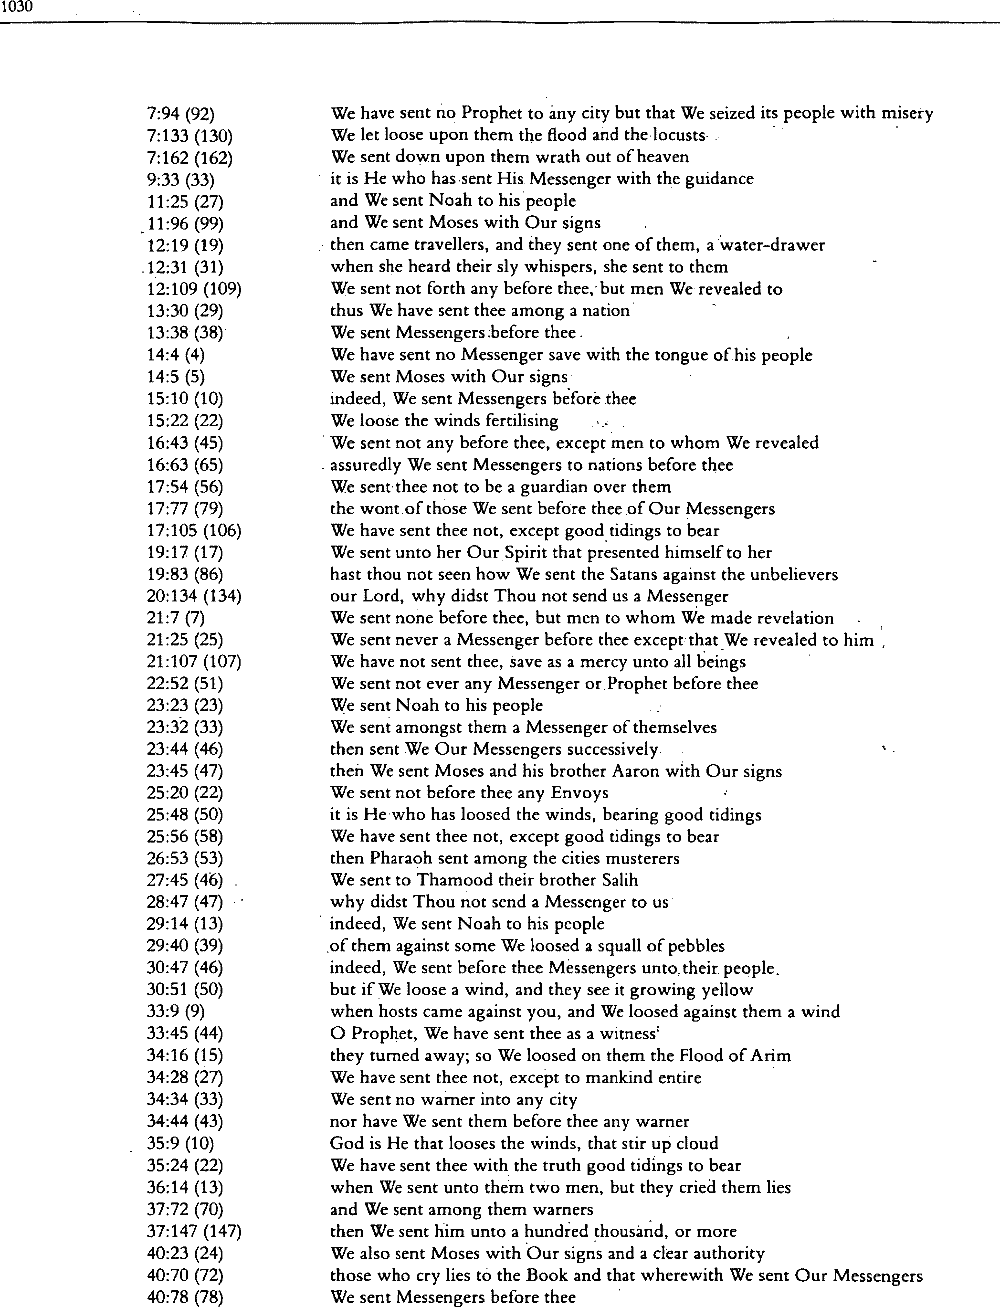 1030
7:94 (92) We have sent no Prophet to any city but that We seized its people with misery
7:133 (130) We let loose upon them the flood and the locusts
7:162 (162) We sent down upon them wrath out of heaven
9:33 (33) it is He who has sent His Messenger with the guidance
11:25 (27) and We sent Noah to his people
11:96 (99) and We sent Moses with Our signs
12:19 (19) then came travellers, and they sent one of them, a water-drawer
12:31 (31) when she heard their sly whispers, she sent to them
12:109 (109) We sent not forth any before thee, but men We revealed to
13:30 (29) thus We have sent thee among a nation
13:38 (38) We sent Messengers before thee
14:4 (4) We have sent no Messenger save with the tongue of his people
14:5 (5) We sent Moses with Our signs
15:10 (10) indeed, We sent Messengers before thee
15:22 (22) We loose the winds fertilising
16:43 (45) We sent not any before thee, except men to whom We revealed
16:63 (65) assuredly We sent Messengers to nations before thee
17:54 (56) We sent thee not to be a guardian over them
17:77 (79) the wont of those We sent before thee of Our Messengers
17:105 (106) We have sent thee not, except good tidings to bear
19:17 (17) We sent unto her Our Spirit that presented himself to her
19:83 (86) hast thou not seen how We sent the Satans against the unbelievers
20:134 (134) our Lord, why didst Thou not send us a Messenger
21:7 (7) We sent none before thee, but men to whom We made revelation
21:25 (25) We sent never a Messenger before thee except that We revealed to him
21:107 (107) We have not sent thee, save as a mercy unto all beings
22:52 (51) We sent not ever any Messenger or Prophet before thee
23:23 (23) We sent Noah to his people
23:32 (33) We sent amongst them a Messenger of themselves
23:44 (46) then sent We Our Messengers successively
23:45 (47) then We sent Moses and his brother Aaron with Our signs
25:20 (22) We sent not before thee any Envoys
25:48 (50) it is He who has loosed the winds, bearing good tidings
25:56 (58) We have sent thee not, except good tidings to bear
26:53 (53) then Pharaoh sent among the cities musterers
27:45 (46) We sent to Thamood their brother Salih
28:47 (47) why didst Thou not send a Messenger to us
29:14 (13) indeed, We sent Noah to his people
29:40 (39) of them against some We loosed a squall of pebbles
30:47 (46) indeed, We sent before thee Messengers unto their people
30:51 (50) but if We loose a wind, and they see it growing yellow
33:9 (9) when hosts came against you, and We loosed against them a wind
33:45 (44) O Prophet, We have sent thee as a witness
34:16 (15) they turned away; so We loosed on them the Flood of Arim
34:28 (27) We have sent thee not, except to mankind entire
34:34 (33) We sent no warner into any city
34:44 (43) nor have We sent them before thee any warner
35:9 (10) God is He that looses the winds, that stir up cloud
35:24 (22) We have sent thee with the truth good tidings to bear
36:14 (13) when We sent unto them two men, but they cried them lies
37:72 (70) and We sent among them warners
37:147 (147) then We sent him unto a hundred thousand, or more
40:23 (24) We also sent Moses with Our signs and a clear authority
40:70 (72) those who cry lies to the Book and that wherewith We sent Our Messengers
40:78 (78) We sent Messengers before thee